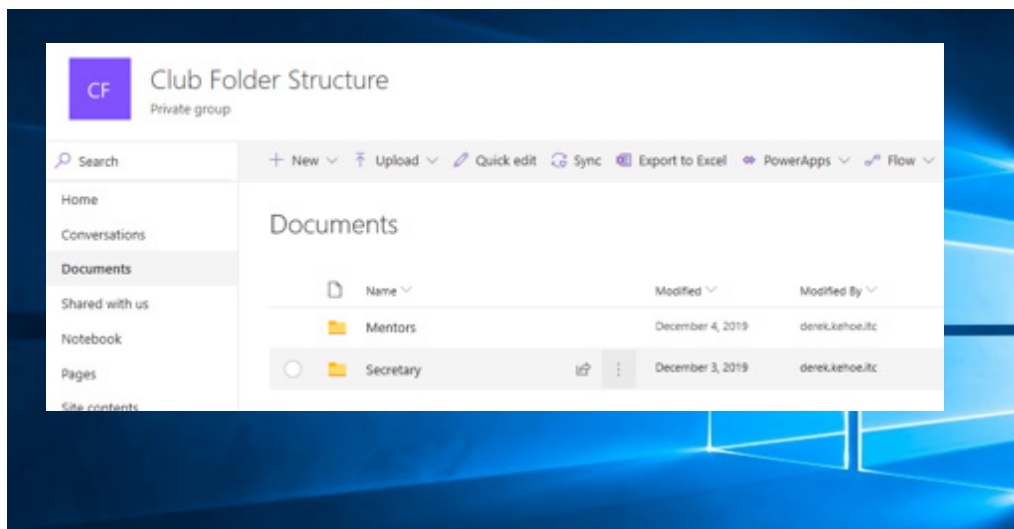 CF
Club Folder Structure
Private group
Search
New Upload Quick edit Sync Export to Excel PowerApps Flow
Home
Conversations
Documents
Shared with us
Notebook
Pages
Site contents
Documents
Name Modified Modified By
Mentors December 4, 2019 derek.kehoe.itc
Secretary December 3, 2019 derek.kehoe.itc